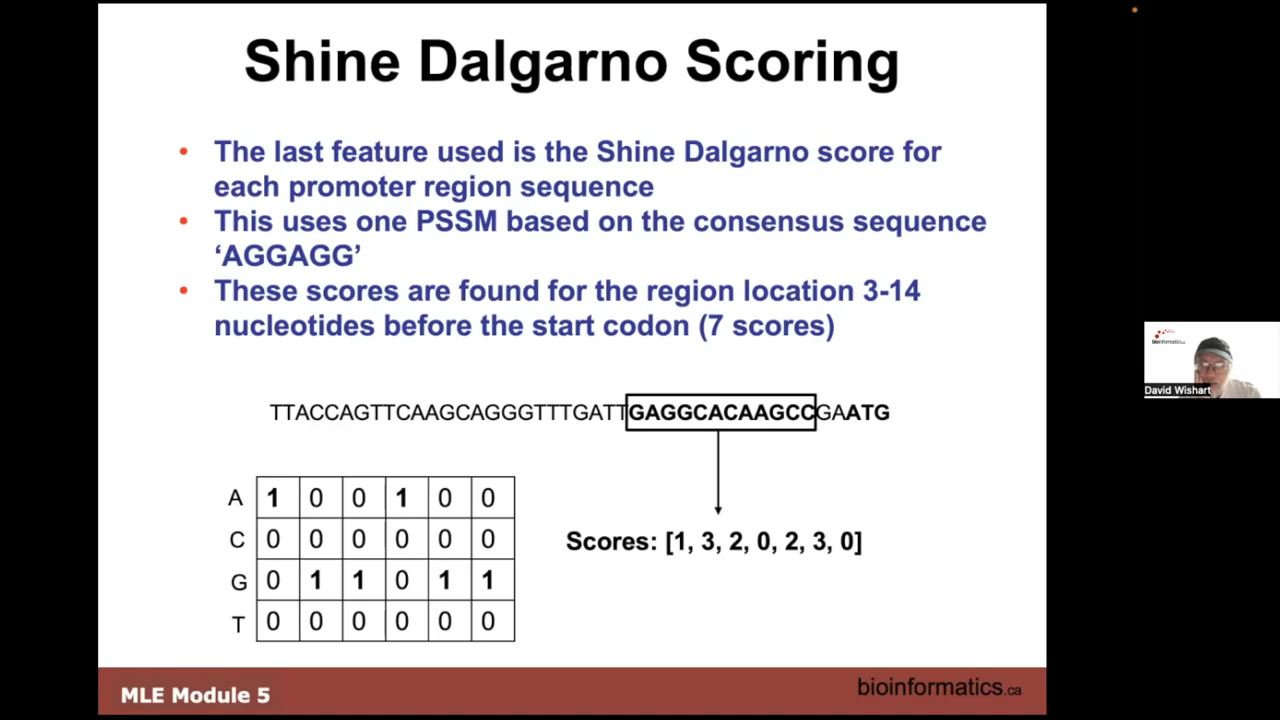 Shine Dalgarno Scoring
• The last feature used is the Shine Dalgarno score for
each promoter region sequence
• This uses one PSSM based on the consensus sequence
‘AGGAGG’
• These scores are found for the region location 3-14
nucleotides before the start codon (7 scores)
TTACCAGTTCAAGCAGGGTTTGATTGAGGCACAAGCCGAATG
A 1 0 0 1 0 0
C 0 0 0 0 0 0
G 0 1 1 0 1 1
T 0 0 0 0 0 0
Scores: [1, 3, 2, 0, 2, 3, 0]
MLE Module 5
bioinformatics.ca
bioinformatics.ca
David Wishart